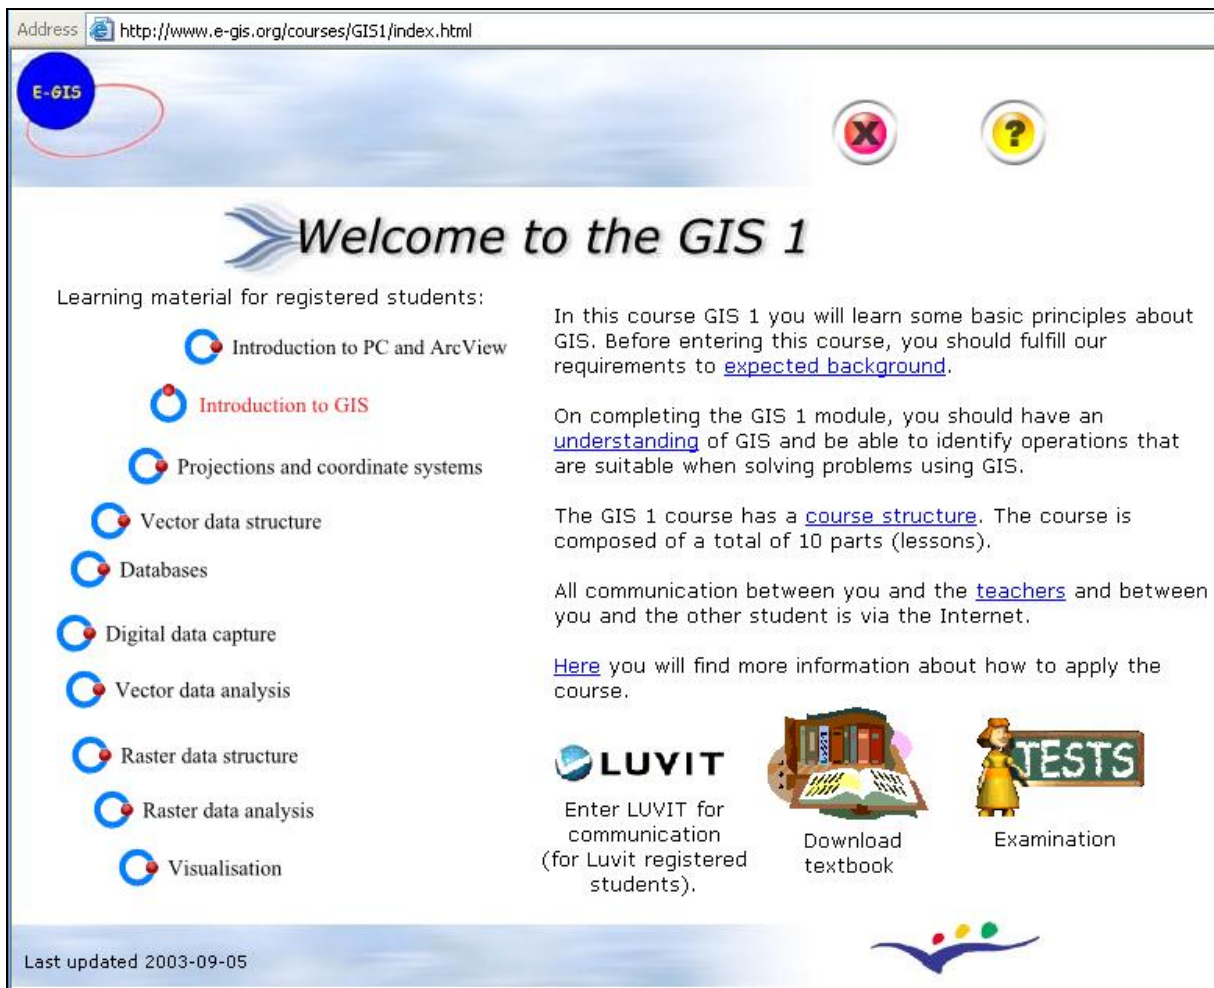 Address http://www.e-gis.org/courses/GIS1/index.html
E-GIS
X
?
Welcome to the GIS 1
Learning material for registered students:
Introduction to PC and ArcView
Introduction to GIS
Projections and coordinate systems
Vector data structure
Databases
Digital data capture
Vector data analysis
Raster data structure
Raster data analysis
Visualisation
In this course GIS 1 you will learn some basic principles about
GIS. Before entering this course, you should fulfill our
requirements to expected background.
On completing the GIS 1 module, you should have an
understanding of GIS and be able to identify operations that
are suitable when solving problems using GIS.
The GIS 1 course has a course structure. The course is
composed of a total of 10 parts (lessons).
All communication between you and the teachers and between
you and the other student is via the Internet.
Here you will find more information about how to apply the
course.
LUVIT
Enter LUVIT for
communication
(for Luvit registered
students).
Download
textbook
TESTS
Examination
Last updated 2003-09-05